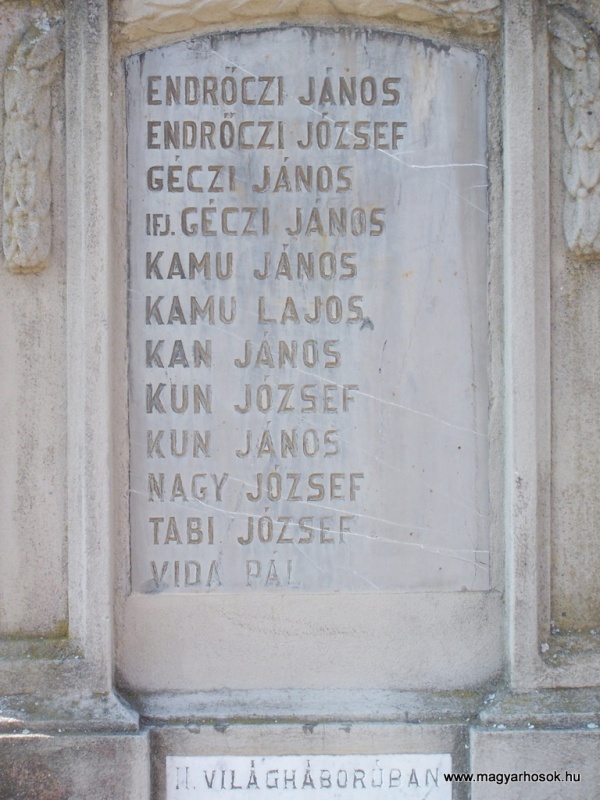 ENDRŐCZI JÁNOS
ENDRŐCZI JÓZSEF
GÉCZI JÁNOS
IFJ. GÉCZI JÁNOS
KAMU JÁNOS
KAMU LAJOS
KAN JÁNOS
KUN JÓZSEF
KUN JÁNOS
NAGY JÓZSEF
TABI JÓZSEF
VIDA PÁL
II. VILÁGHÁBORÚBAN
www.magyarhosok.hu